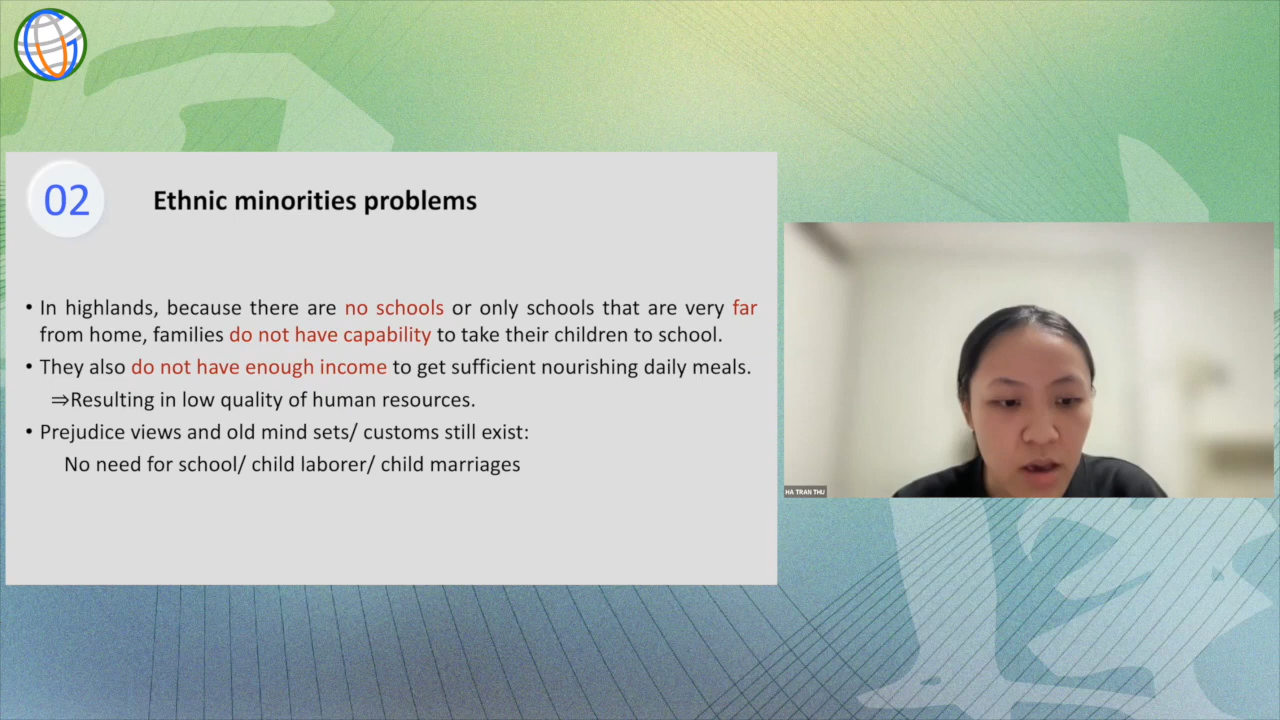 02
Ethnic minorities problems
• In highlands, because there are no schools or only schools that are very far
from home, families do not have capability to take their children to school.
• They also do not have enough income to get sufficient nourishing daily meals.
⇒Resulting in low quality of human resources.
• Prejudice views and old mind sets/ customs still exist:
No need for school/ child laborer/ child marriages
HA TRAN THU